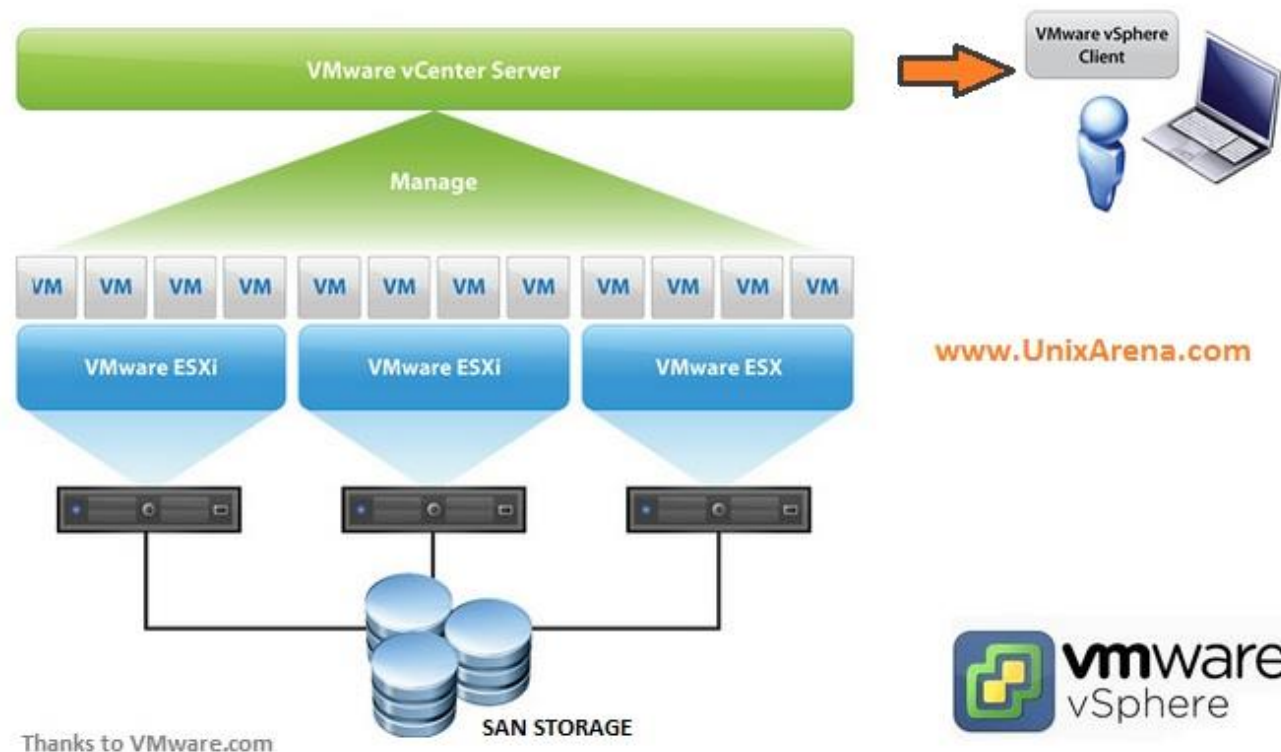 VMware vCenter Server
VMware vSphere
Client
Manage
VM VM VM VM VM VM VM VM VM VM VM VM
VMware ESXi VMware ESXi VMware ESX
www.UnixArena.com
SAN STORAGE
vmware
vSphere
Thanks to VMware.com